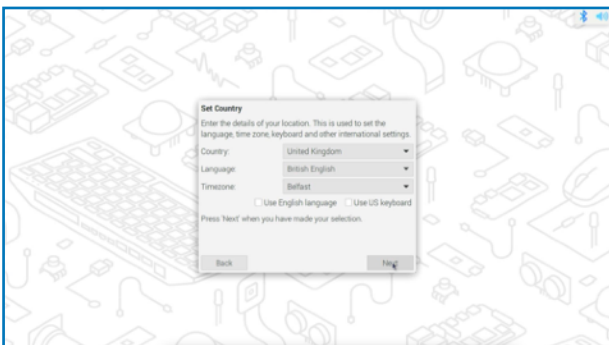 Set Country
Enter the details of your location. This is used to set the
language, time zone, keyboard and other international settings.
Country: United Kingdom
Language: British English
Timezone: Belfast
Use English language Use US keyboard
Press 'Next' when you have made your selection.
Back Next